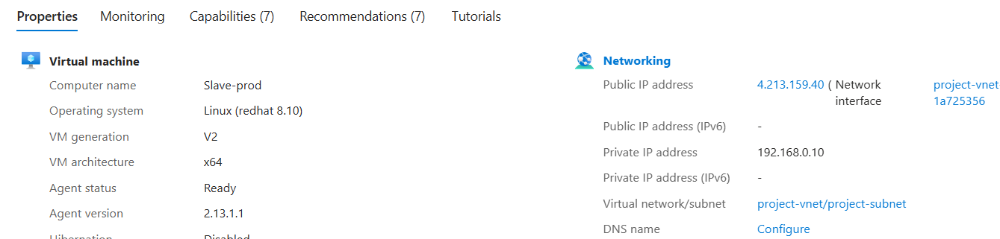 Properties Monitoring Capabilities (7) Recommendations (7) Tutorials
Virtual machine
Computer name Slave-prod
Operating system Linux (redhat 8.10)
VM generation V2
VM architecture x64
Agent status Ready
Agent version 2.13.1.1
Hibernation Disabled
Networking
Public IP address 4.213.159.40 ( Network project-vnet
interface 1a725356
Public IP address (IPv6) -
Private IP address 192.168.0.10
Private IP address (IPv6) -
Virtual network/subnet project-vnet/project-subnet
DNS name Configure